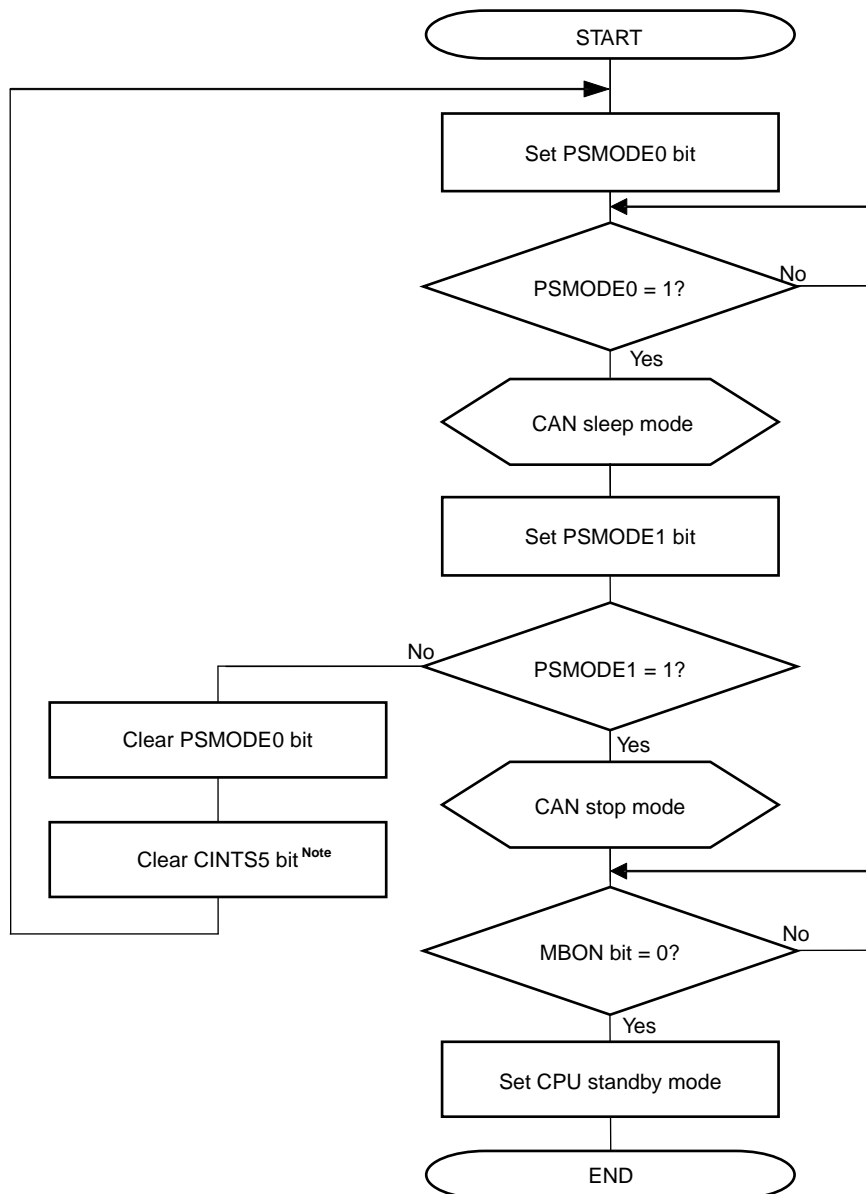 START
Set PSMODE0 bit
PSMODE0 = 1?
No
Yes
CAN sleep mode
Set PSMODE1 bit
No
PSMODE1 = 1?
Clear PSMODE0 bit
Yes
CAN stop mode
Clear CINTS5 bit Note
MBON bit = 0?
No
Yes
Set CPU standby mode
END